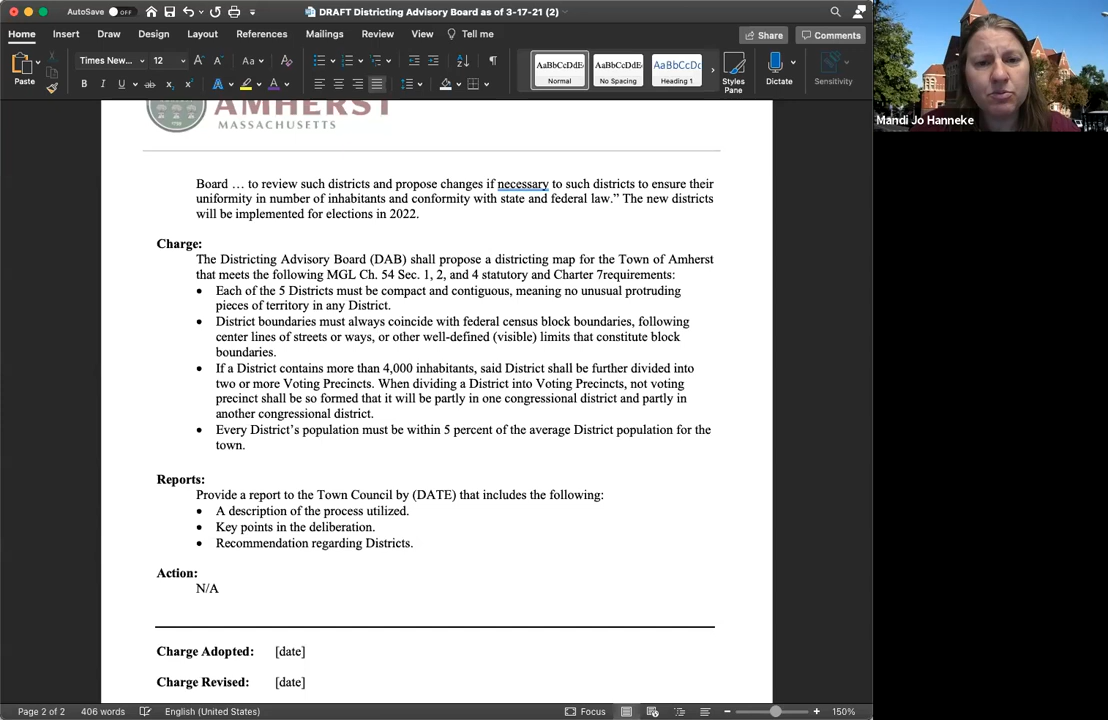 AutoSave OFF
DRAFT Districting Advisory Board as of 3-17-21 (2)
Home Insert Draw Design Layout References Mailings Review View Tell me
Share Comments
Paste
Times New... 12 Aa
B I U ab x x A A
AaBbCcDdE AaBbCcDdE AaBbCcDc
Normal No Spacing Heading 1
Styles Pane
Dictate
Sensitivity
Mandi Jo Hanneke
AMHERST
MASSACHUSETTS
Board … to review such districts and propose changes if necessary to such districts to ensure their
uniformity in number of inhabitants and conformity with state and federal law.” The new districts
will be implemented for elections in 2022.
Charge:
The Districting Advisory Board (DAB) shall propose a districting map for the Town of Amherst
that meets the following MGL Ch. 54 Sec. 1, 2, and 4 statutory and Charter 7requirements:
• Each of the 5 Districts must be compact and contiguous, meaning no unusual protruding
pieces of territory in any District.
• District boundaries must always coincide with federal census block boundaries, following
center lines of streets or ways, or other well-defined (visible) limits that constitute block
boundaries.
• If a District contains more than 4,000 inhabitants, said District shall be further divided into
two or more Voting Precincts. When dividing a District into Voting Precincts, not voting
precinct shall be so formed that it will be partly in one congressional district and partly in
another congressional district.
• Every District’s population must be within 5 percent of the average District population for the
town.
Reports:
Provide a report to the Town Council by (DATE) that includes the following:
• A description of the process utilized.
• Key points in the deliberation.
• Recommendation regarding Districts.
Action:
N/A
Charge Adopted: [date]
Charge Revised: [date]
Page 2 of 2 406 words English (United States) Focus 150%